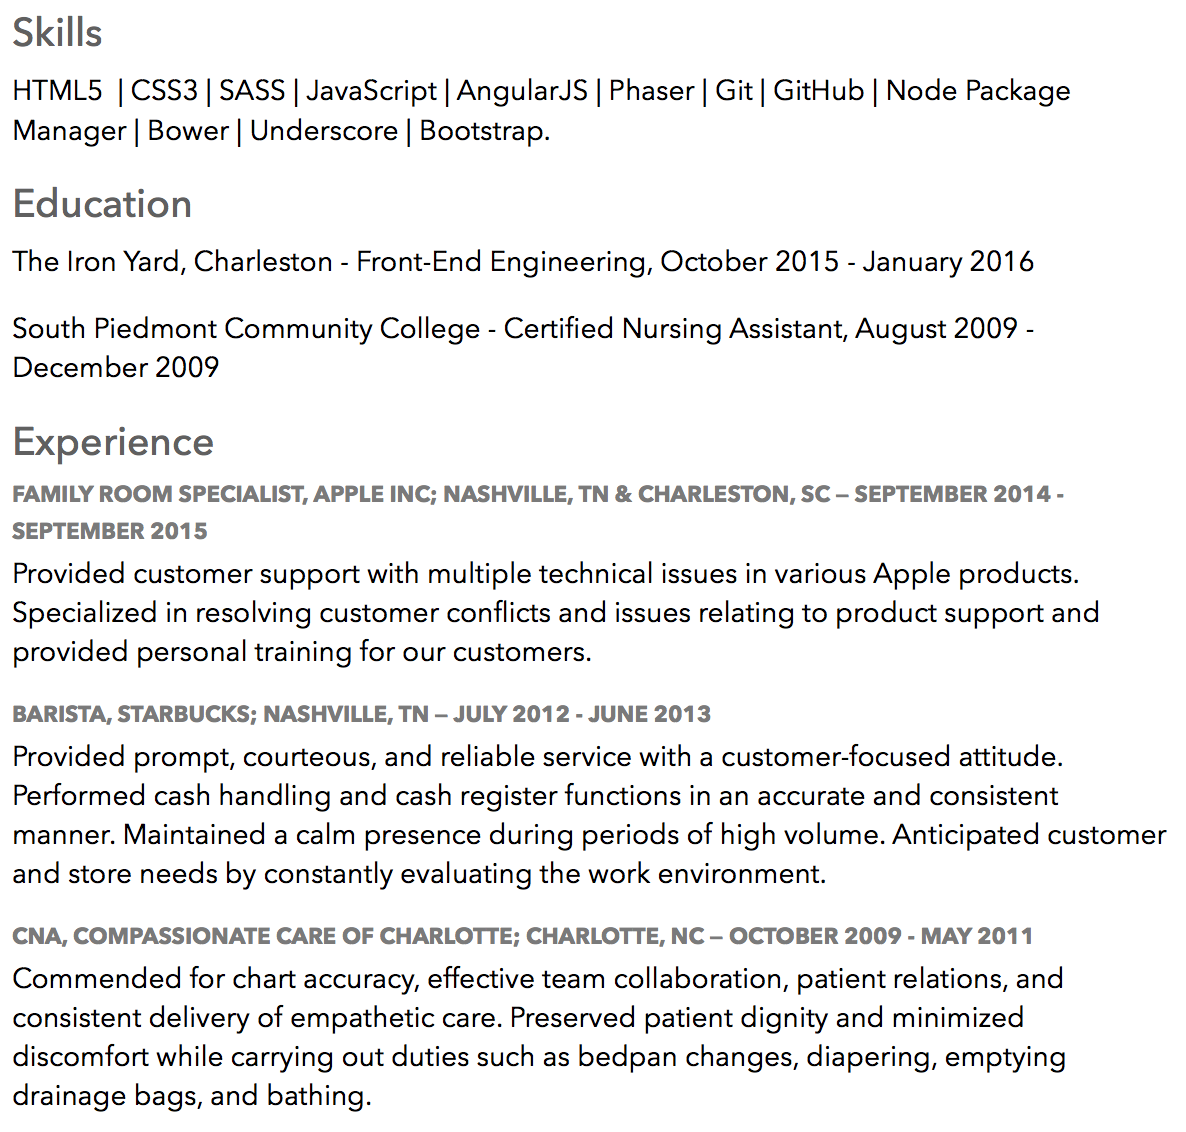 Skills
HTML5 | CSS3 | SASS | JavaScript | AngularJS | Phaser | Git | GitHub | Node Package
Manager | Bower | Underscore | Bootstrap.
Education
The Iron Yard, Charleston - Front-End Engineering, October 2015 - January 2016
South Piedmont Community College - Certified Nursing Assistant, August 2009 -
December 2009
Experience
FAMILY ROOM SPECIALIST, APPLE INC; NASHVILLE, TN & CHARLESTON, SC – SEPTEMBER 2014 -
SEPTEMBER 2015
Provided customer support with multiple technical issues in various Apple products.
Specialized in resolving customer conflicts and issues relating to product support and
provided personal training for our customers.
BARISTA, STARBUCKS; NASHVILLE, TN – JULY 2012 - JUNE 2013
Provided prompt, courteous, and reliable service with a customer-focused attitude.
Performed cash handling and cash register functions in an accurate and consistent
manner. Maintained a calm presence during periods of high volume. Anticipated customer
and store needs by constantly evaluating the work environment.
CNA, COMPASSIONATE CARE OF CHARLOTTE; CHARLOTTE, NC – OCTOBER 2009 - MAY 2011
Commended for chart accuracy, effective team collaboration, patient relations, and
consistent delivery of empathetic care. Preserved patient dignity and minimized
discomfort while carrying out duties such as bedpan changes, diapering, emptying
drainage bags, and bathing.